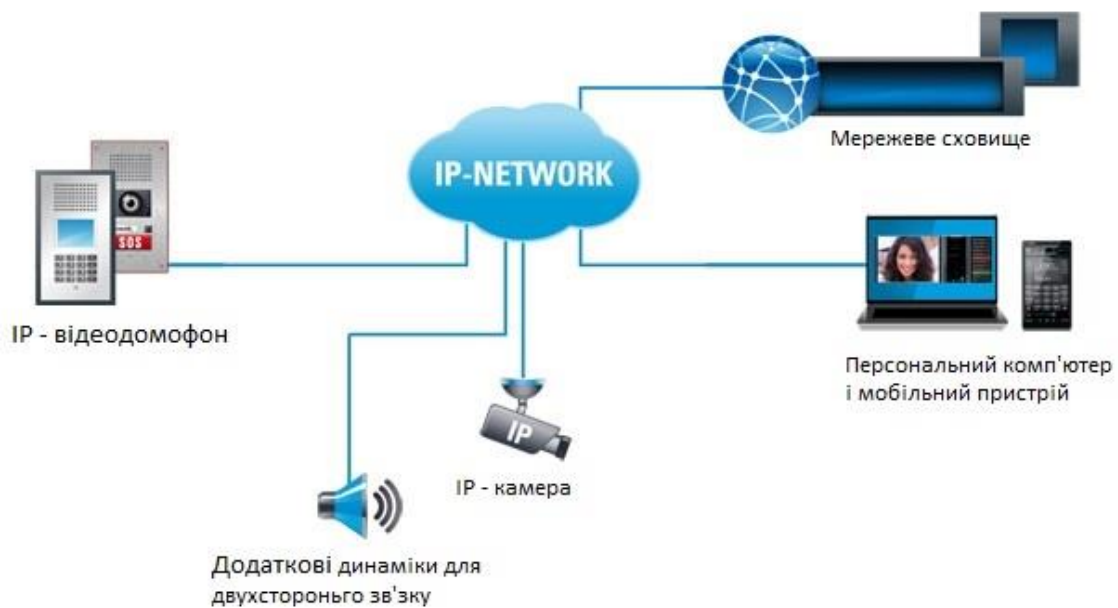 Мережеве сховище
IP-NETWORK
SOS
IP - відеодомофон
Персональний комп'ютер
і мобільний пристрій
IP
IP - камера
Додаткові динаміки для
двухстороньго зв'зку